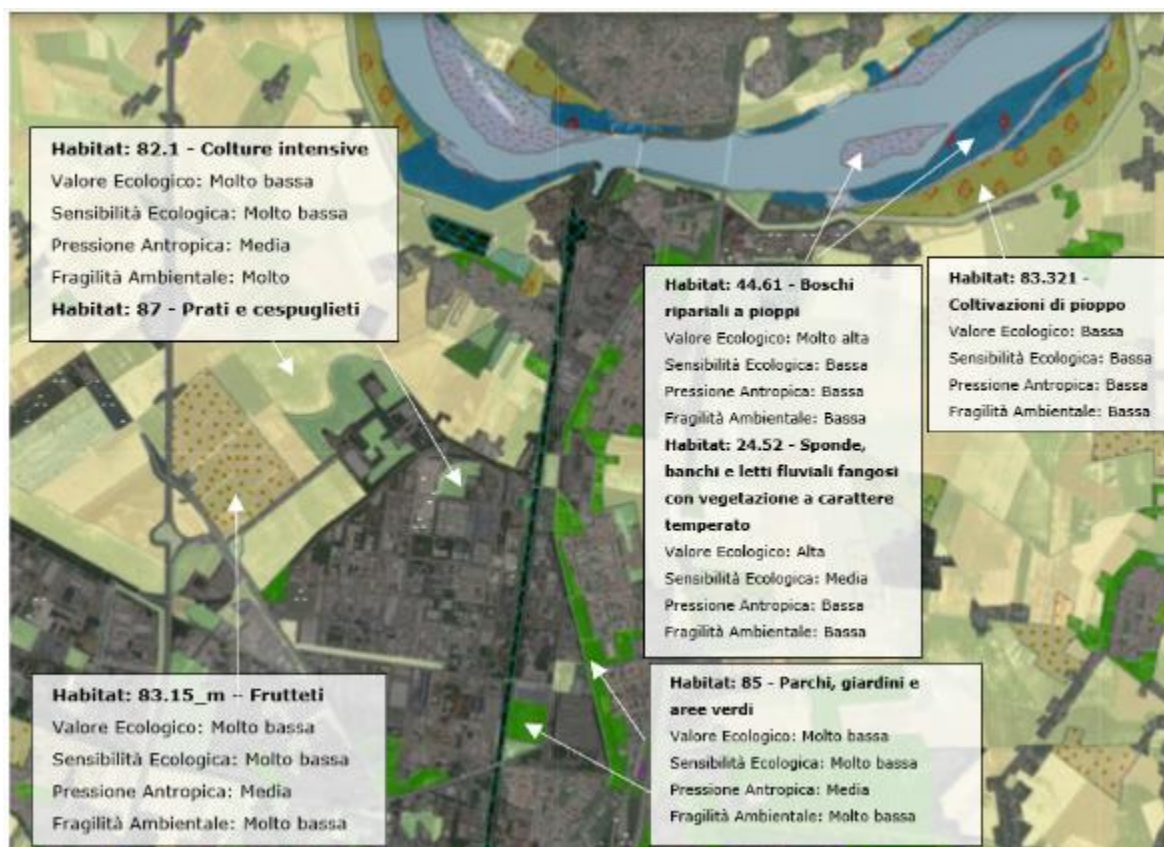 Habitat: 82.1 - Colture intensive
Valore Ecologico: Molto bassa
Sensibilità Ecologica: Molto bassa
Pressione Antropica: Media
Fragilità Ambientale: Molto
Habitat: 87 - Prati e cespuglieti
Habitat: 44.61 - Boschi
ripariali a pioppi
Valore Ecologico: Molto alta
Sensibilità Ecologica: Bassa
Pressione Antropica: Bassa
Fragilità Ambientale: Bassa
Habitat: 24.52 - Sponde,
banchi e letti fluviali fangosi
con vegetazione a carattere
temperato
Valore Ecologico: Alta
Sensibilità Ecologica: Media
Pressione Antropica: Bassa
Fragilità Ambientale: Bassa
Habitat: 83.321 -
Coltivazioni di pioppo
Valore Ecologico: Bassa
Sensibilità Ecologica: Bassa
Pressione Antropica: Bassa
Fragilità Ambientale: Bassa
Habitat: 83.15_m - Frutteti
Valore Ecologico: Molto bassa
Sensibilità Ecologica: Molto bassa
Pressione Antropica: Media
Fragilità Ambientale: Molto bassa
Habitat: 85 - Parchi, giardini e
aree verdi
Valore Ecologico: Molto bassa
Sensibilità Ecologica: Molto bassa
Pressione Antropica: Media
Fragilità Ambientale: Molto bassa